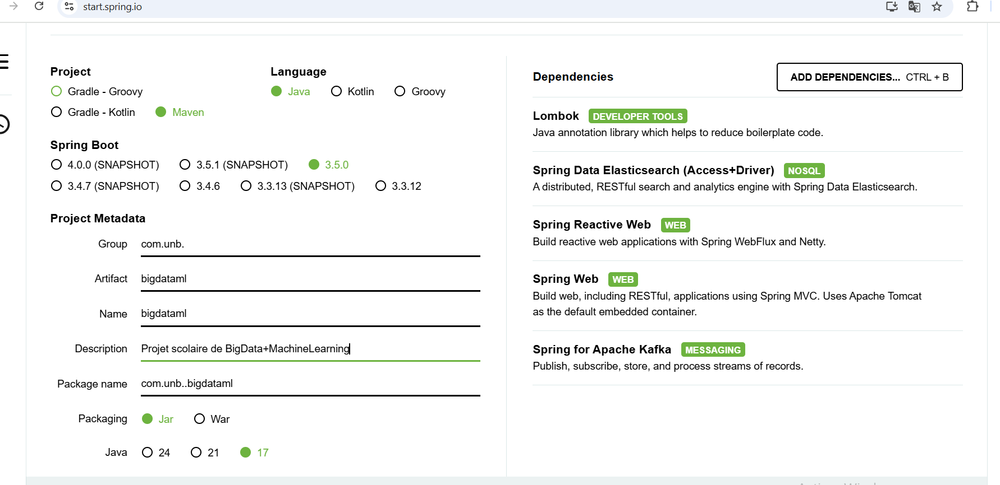 start.spring.io
Project
Gradle - Groovy
Gradle - Kotlin Maven
Language
Java Kotlin Groovy
Spring Boot
4.0.0 (SNAPSHOT) 3.5.1 (SNAPSHOT) 3.5.0
3.4.7 (SNAPSHOT) 3.4.6 3.3.13 (SNAPSHOT) 3.3.12
Project Metadata
Group com.unb.
Artifact bigdataml
Name bigdataml
Description Projet scolaire de BigData+MachineLearning
Package name com.unb..bigdataml
Packaging Jar War
Java 24 21 17
Dependencies
ADD DEPENDENCIES... CTRL + B
Lombok DEVELOPER TOOLS
Java annotation library which helps to reduce boilerplate code.
Spring Data Elasticsearch (Access+Driver) NOSQL
A distributed, RESTful search and analytics engine with Spring Data Elasticsearch.
Spring Reactive Web WEB
Build reactive web applications with Spring WebFlux and Netty.
Spring Web WEB
Build web, including RESTful, applications using Spring MVC. Uses Apache Tomcat
as the default embedded container.
Spring for Apache Kafka MESSAGING
Publish, subscribe, store, and process streams of records.